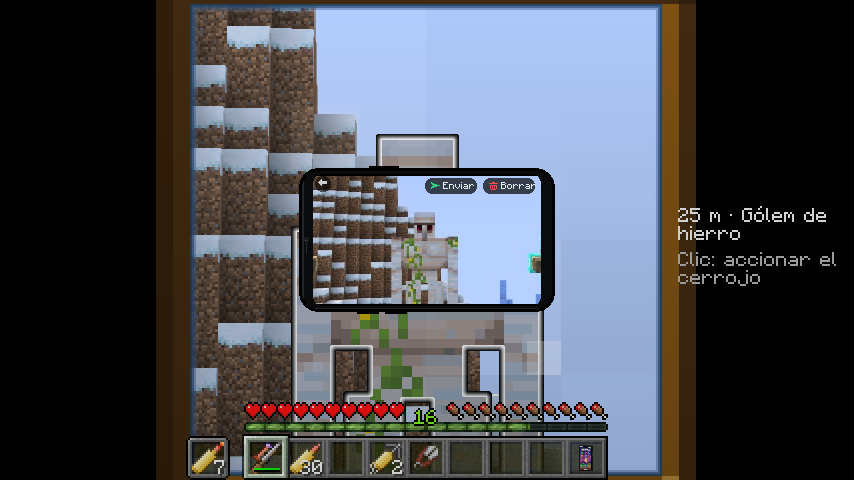 Enviar
Borrar
25 m · Gólem de
hierro
Clic: accionar el
cerrojo
16
7
30
2